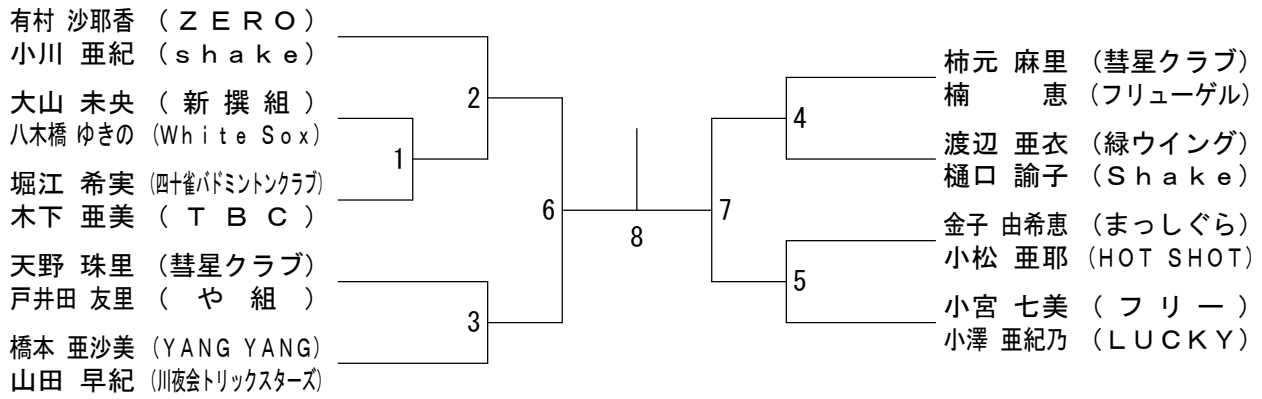 有村 沙耶香 （ＺＥＲＯ）
小川 亜紀 （ｓｈａｋｅ）
大山 未央 （新撰組）
八木橋 ゆきの （Ｗｈｉｔｅ Ｓｏｘ）
堀江 希実 （四十雀バドミントンクラブ）
木下 亜美 （ＴＢＣ）
天野 珠里 （彗星クラブ）
戸井田 友里 （や組）
橋本 亜沙美 （ＹＡＮＧ ＹＡＮＧ）
山田 早紀 （川夜会トリックスターズ）
1
2
3
6
8
7
4
5
柿元 麻里 （彗星クラブ）
楠 恵 （フリューゲル）
渡辺 亜衣 （緑ウイング）
樋口 諭子 （Ｓｈａｋｅ）
金子 由希恵 （まっしぐら）
小松 亜耶 （ＨＯＴ ＳＨＯＴ）
小宮 七美 （フリー）
小澤 亜紀乃 （ＬＵＣＫＹ）